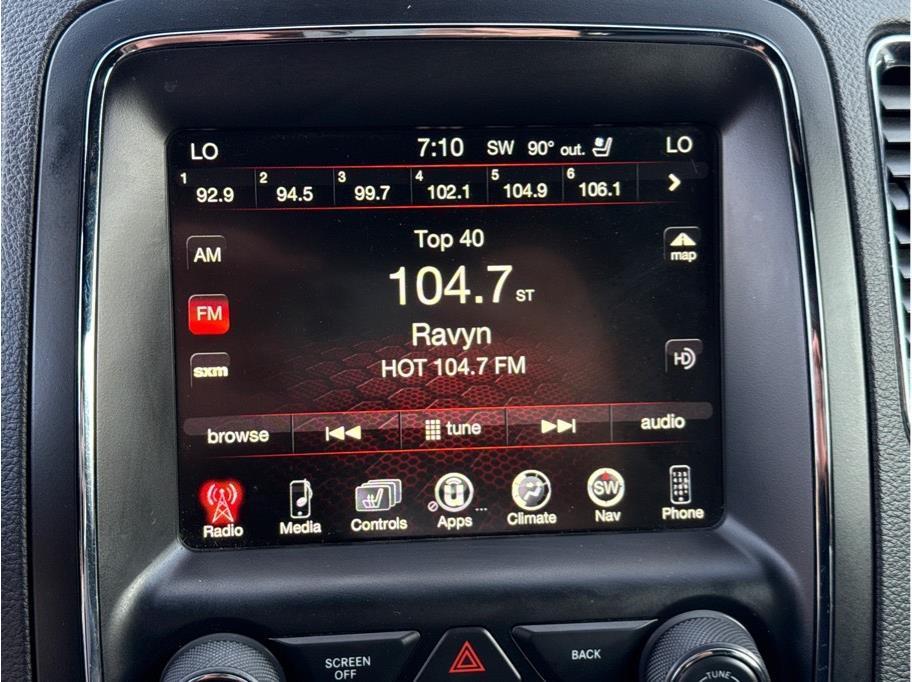 LO 7:10 SW 90° out. LO
1 92.9 2 94.5 3 99.7 4 102.1 5 104.9 6 106.1
Top 40
AM
map
104.7 ST
FM
Ravyn
HOT 104.7 FM
HD
sxm
browse tune audio
SW
Radio Media Controls Apps ... Climate Nav Phone
SCREEN OFF
BACK
TUNE